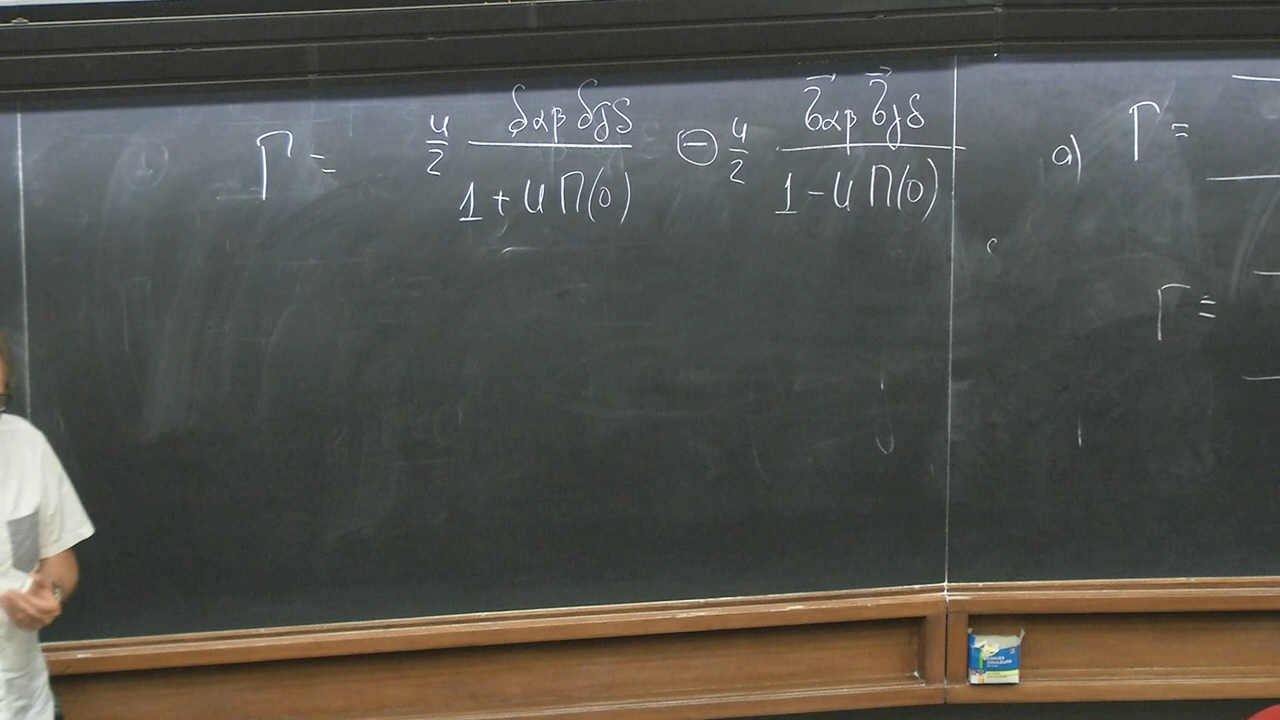 Γ = u/2 δαβ δγδ / 1 + u Π(0) ⊖ u/2 σ⃗αβ σ⃗γδ / 1 - u Π(0)
a) Γ =
Γ =